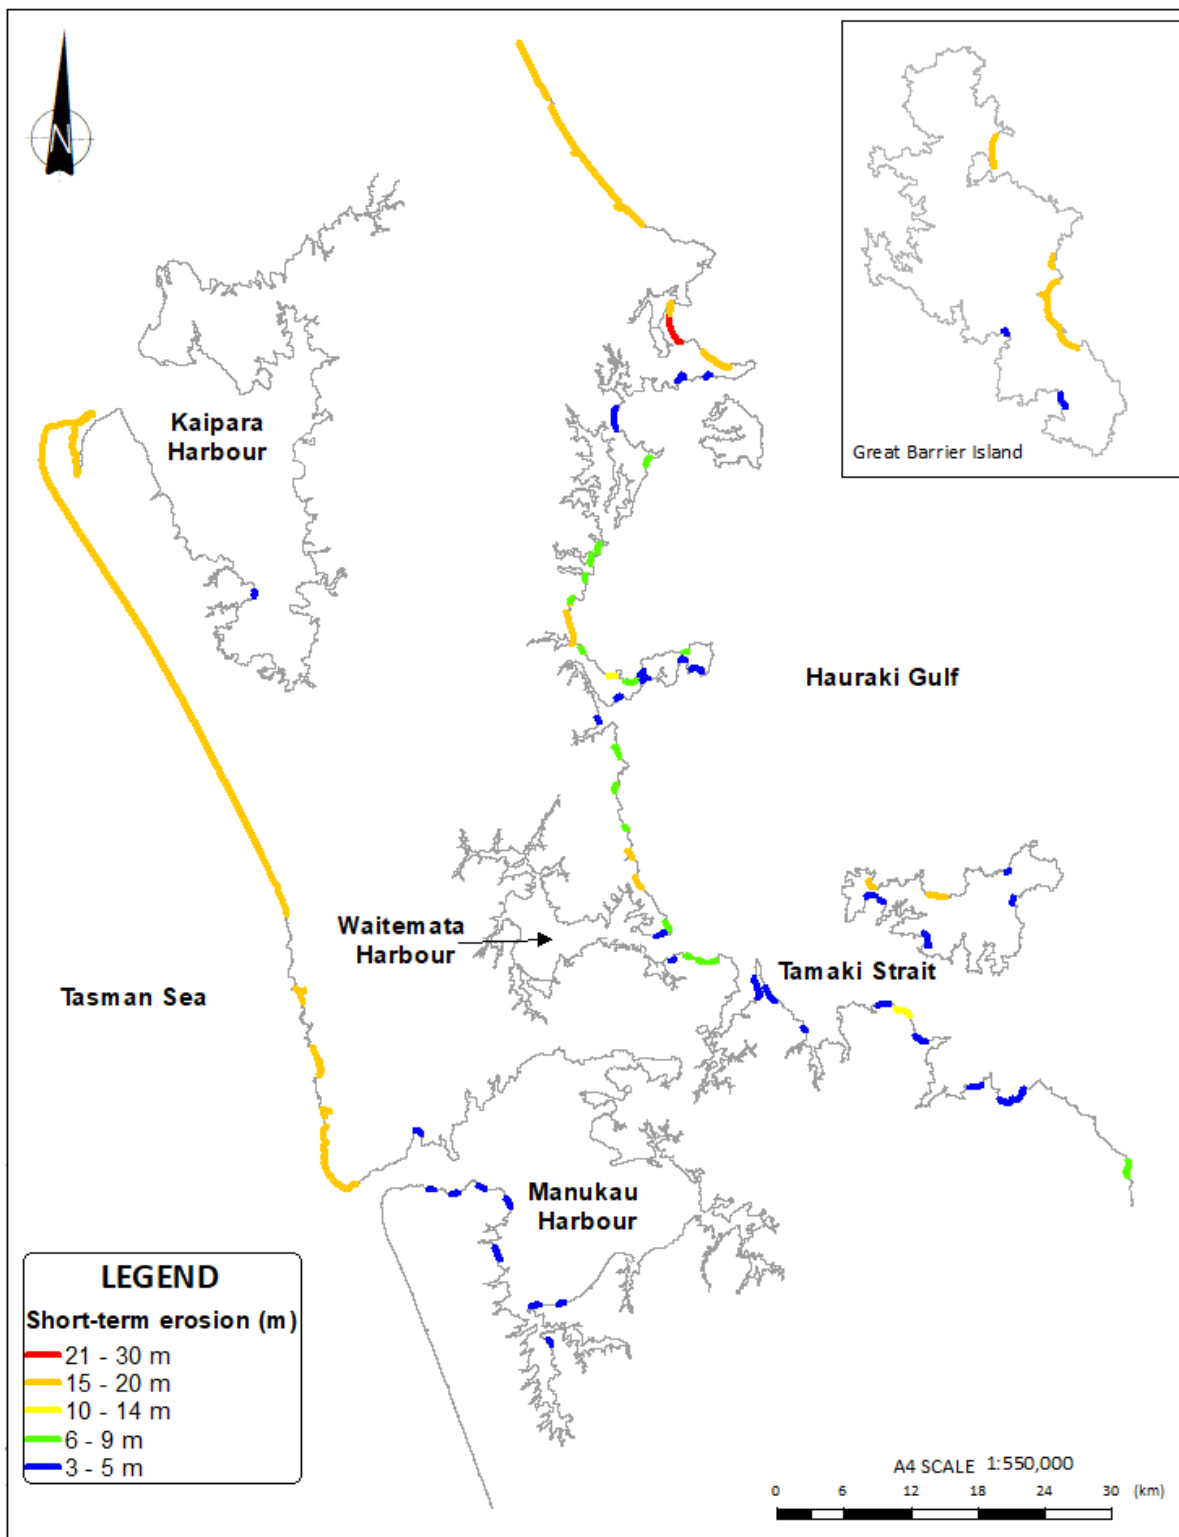 N
Great Barrier Island
Kaipara
Harbour
Hauraki Gulf
Waitemata
Harbour
Tamaki Strait
Tasman Sea
Manukau
Harbour
LEGEND
Short-term erosion (m)
21 - 30 m
15 - 20 m
10 - 14 m
6 - 9 m
3 - 5 m
A4 SCALE 1:550,000
0 6 12 18 24 30 (km)